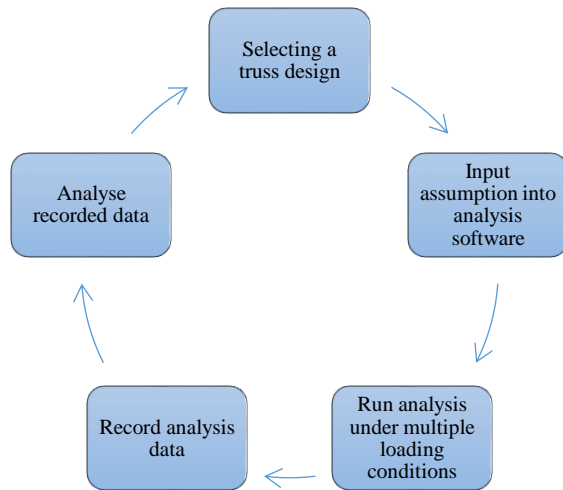 Selecting a
truss design
Input
assumption into
analysis
software
Run analysis
under multiple
loading
conditions
Record analysis
data
Analyse
recorded data